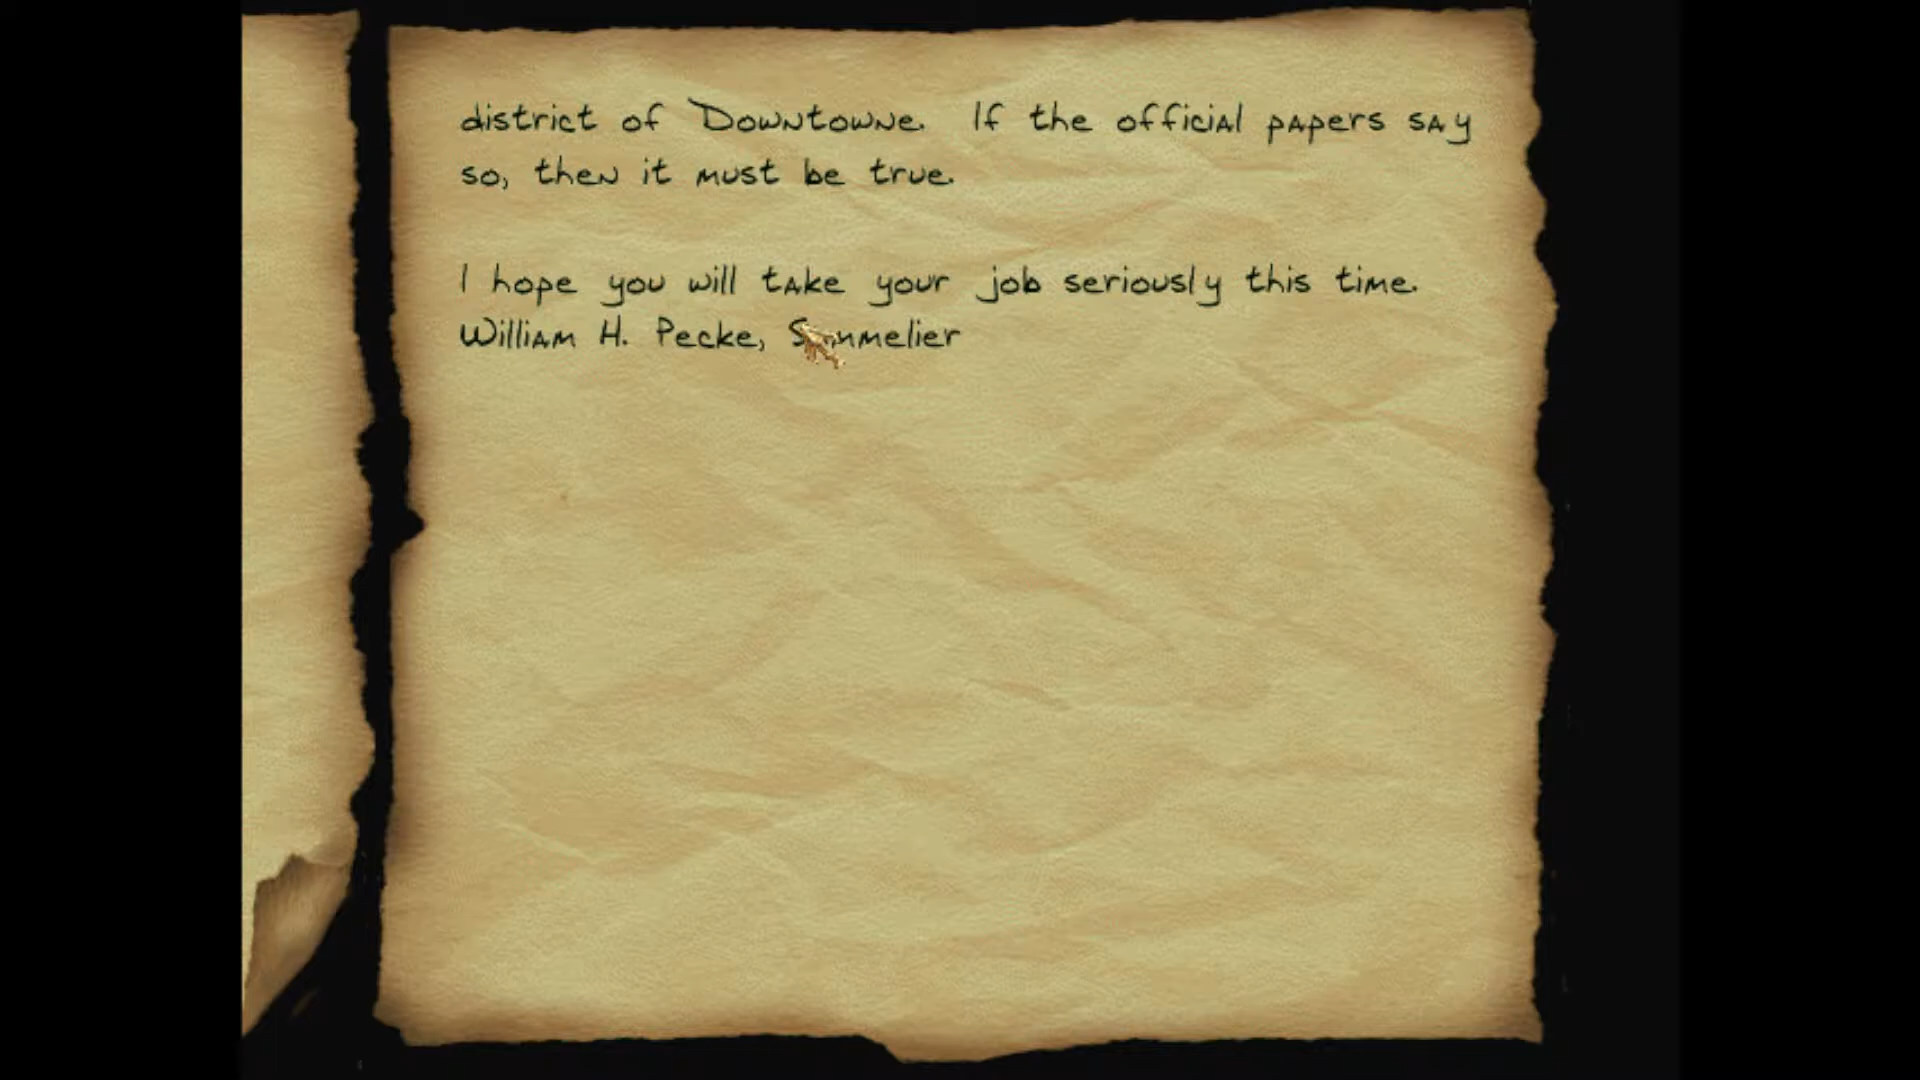 district of Downtowne. If the official papers say
so, then it must be true.
I hope you will take your job seriously this time.
William H. Pecke, Sommelier